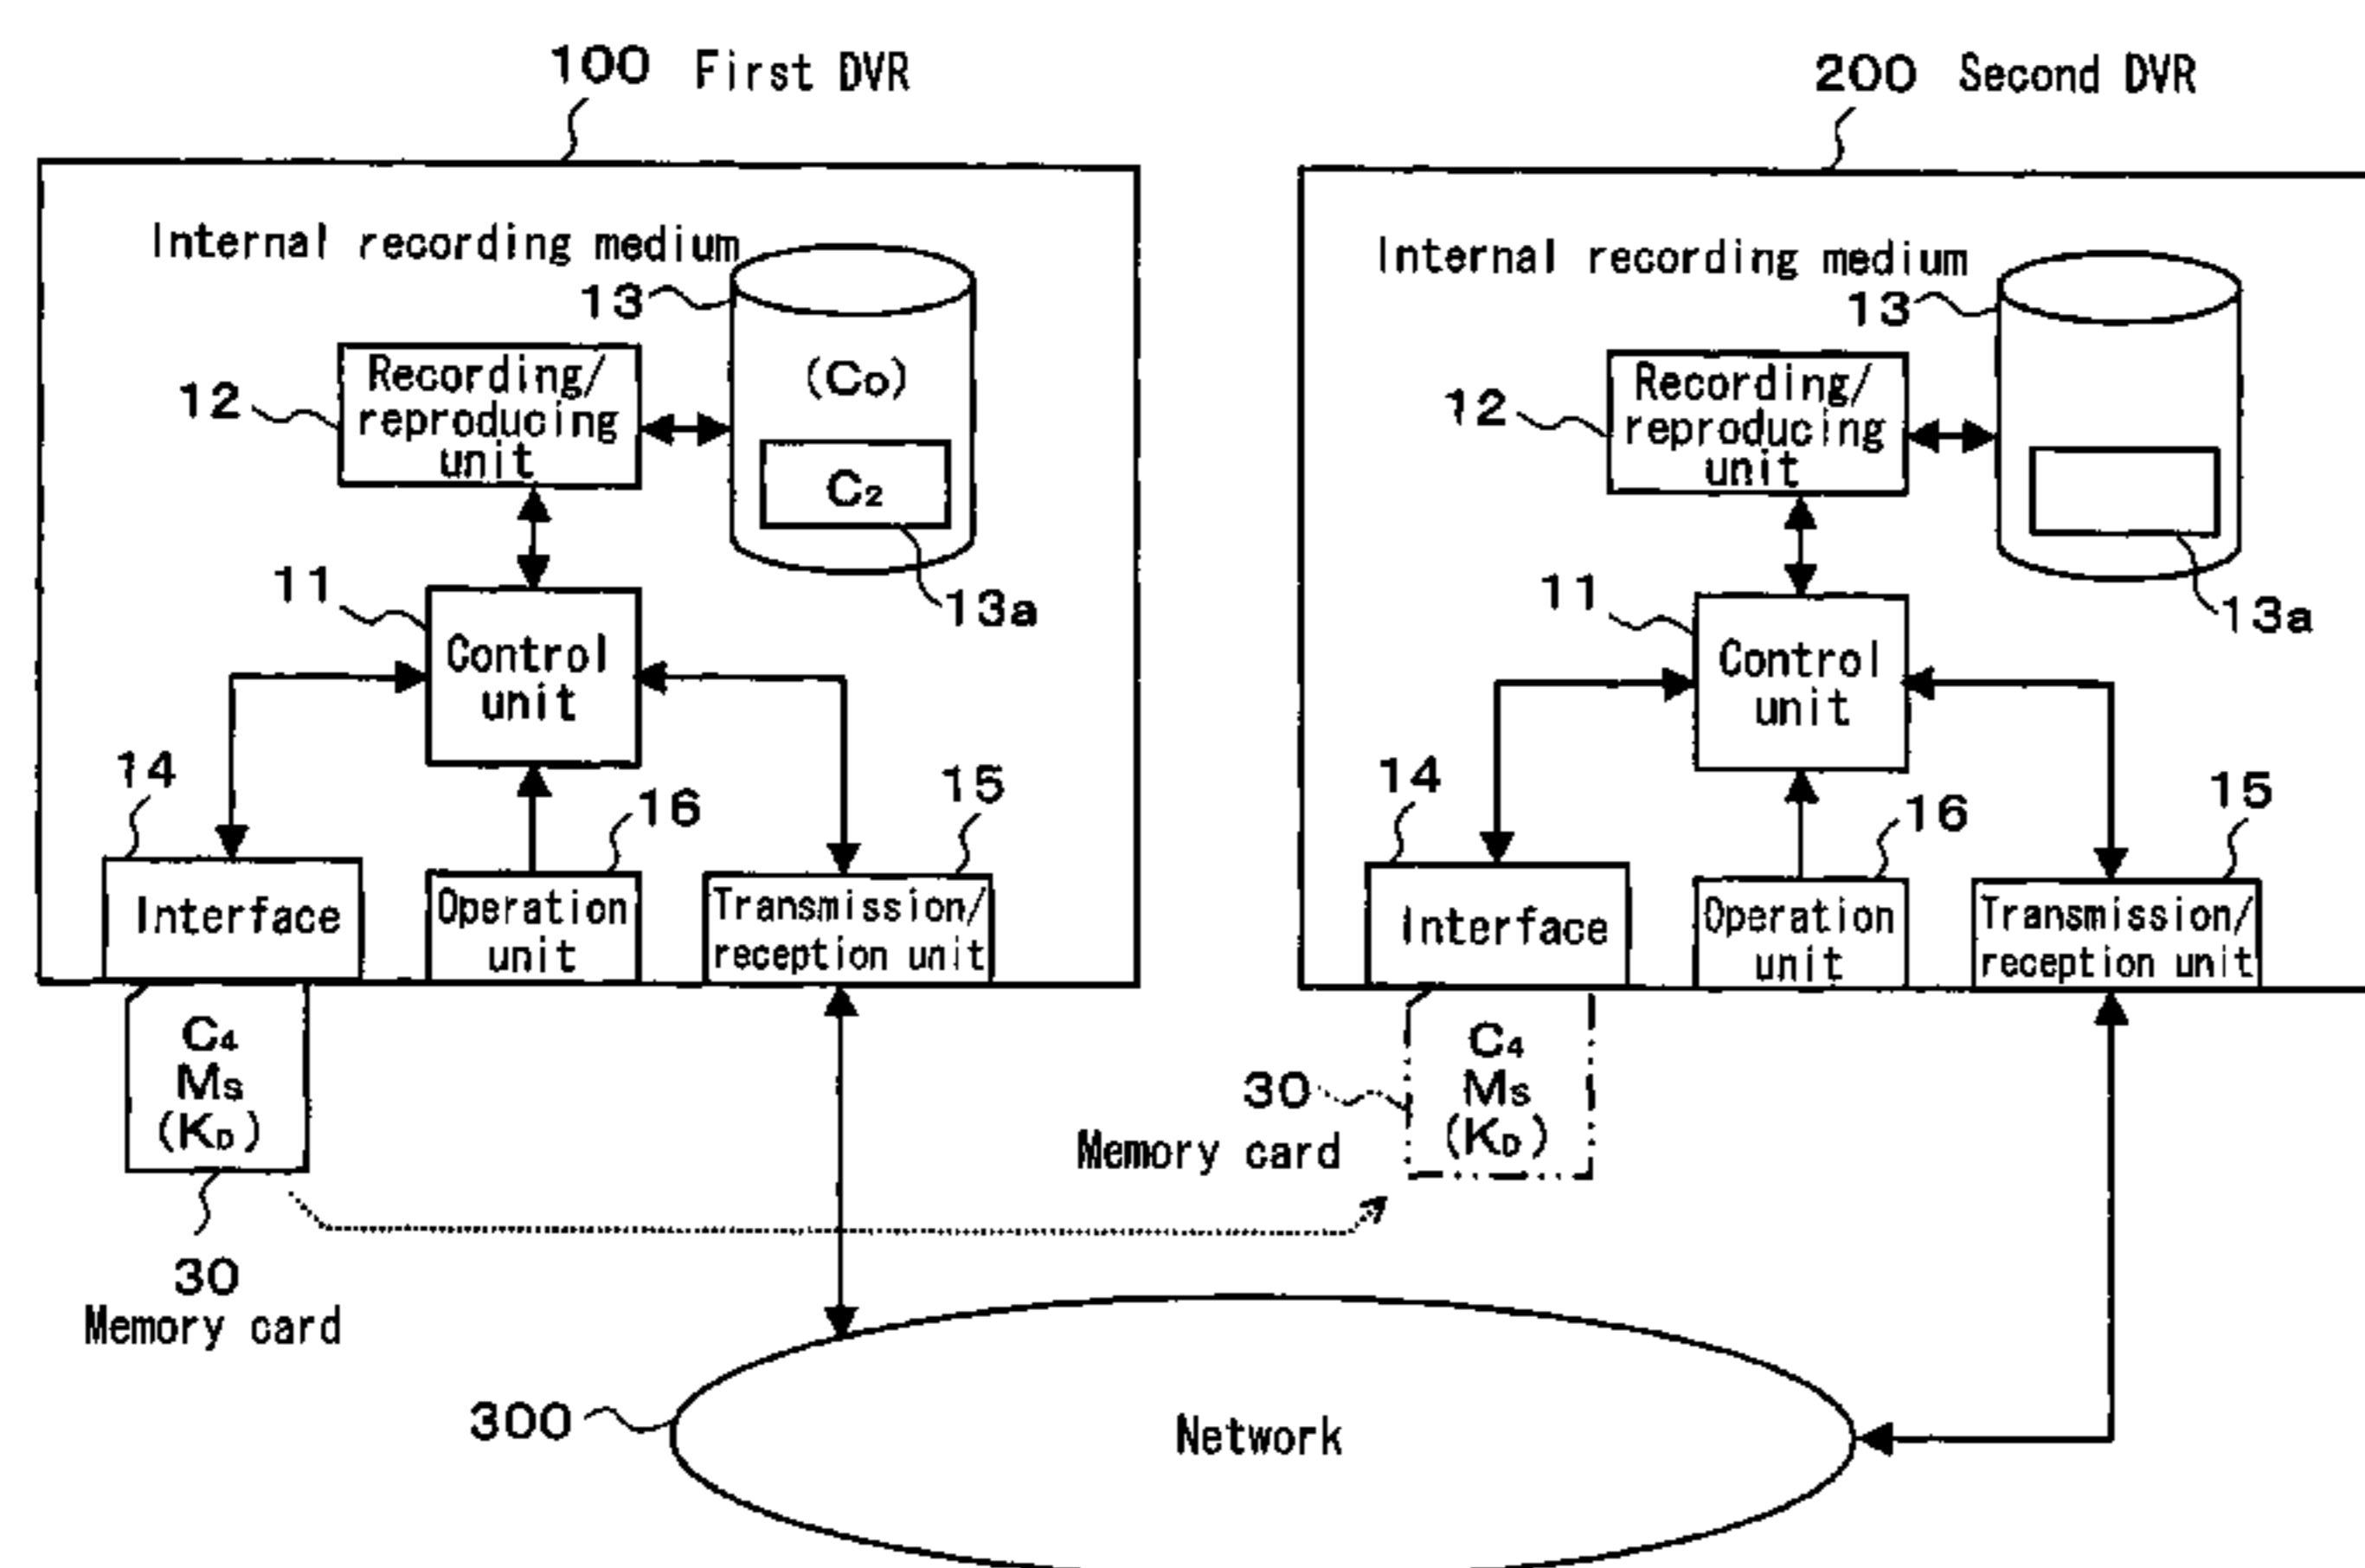 100 First DVR
Internal recording medium
13
(Co)
Recording/
reproducing
unit
12
C2
13a
11
Control
unit
14
16
15
Interface
Operation
unit
Transmission/
reception unit
C4
Ms
(KD)
30
Memory card
200 Second DVR
Internal recording medium
13
Recording/
reproducing
unit
12
13a
11
Control
unit
14
16
15
Interface
Operation
unit
Transmission/
reception unit
C4
Ms
(KD)
30
Memory card
300
Network